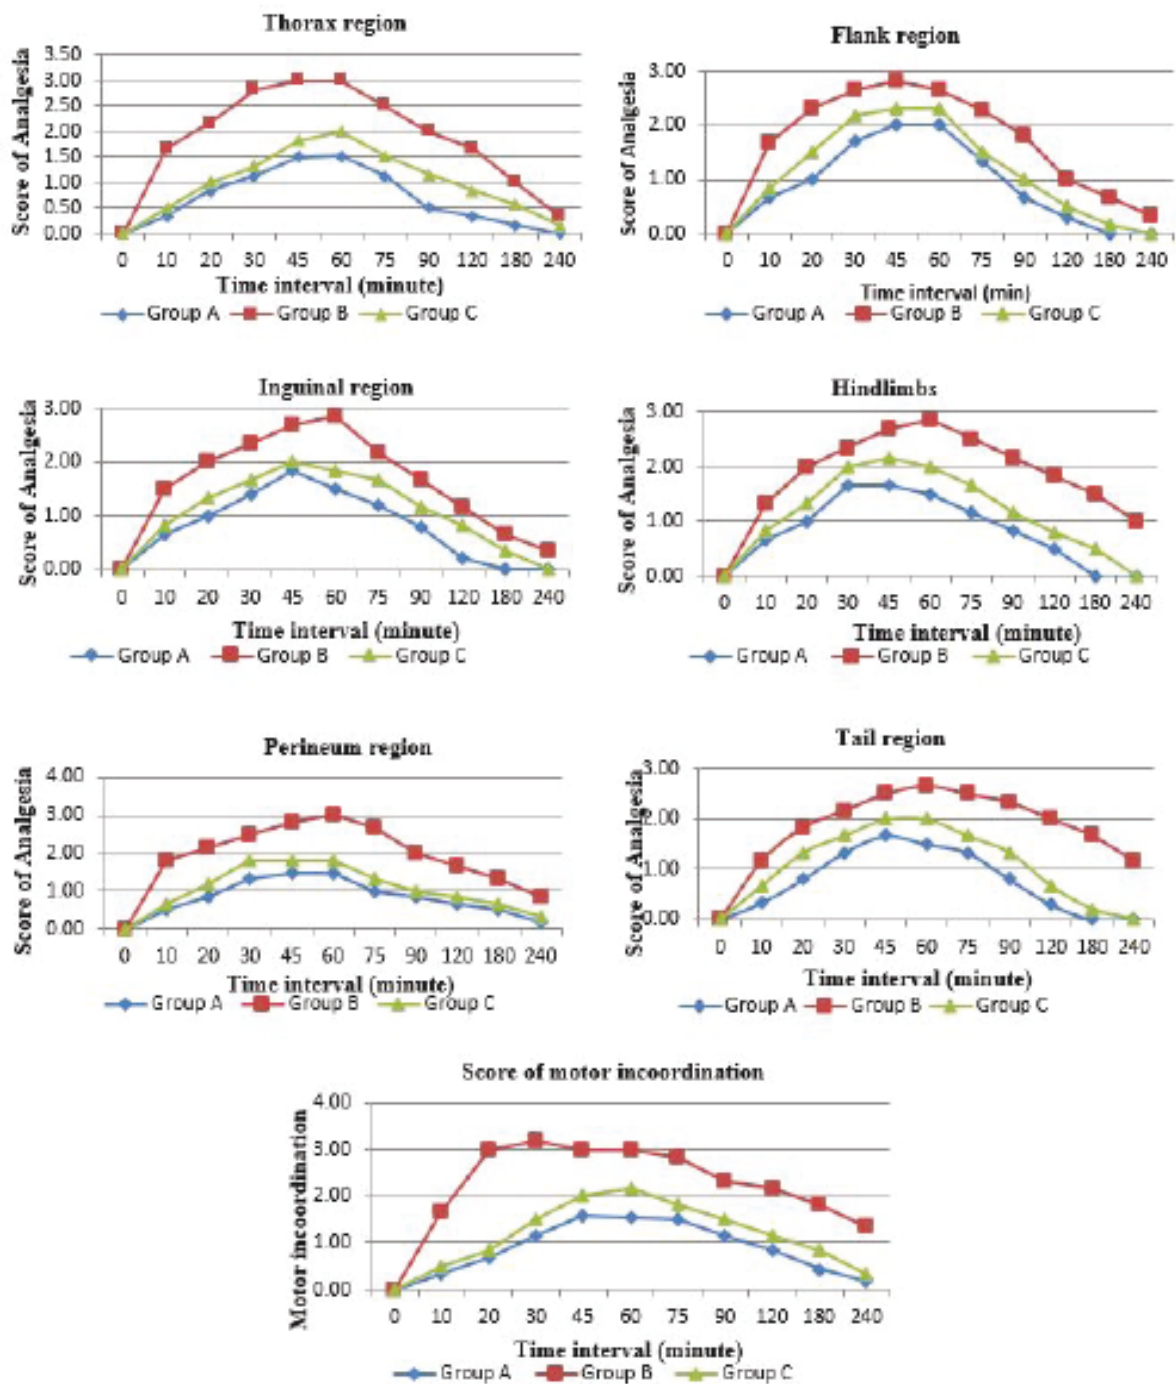 Thorax region
Score of Analgesia
3.50
3.00
2.50
2.00
1.50
1.00
0.50
0.00
0 10 20 30 45 60 75 90 120 180 240
Time interval (minute)
Group A Group B Group C
Flank region
Score of Analgesia
3.00
2.00
1.00
0.00
0 10 20 30 45 60 75 90 120 180 240
Time interval (min)
Group A Group B Group C
Inguinal region
Score of Analgesia
3.00
2.00
1.00
0.00
0 10 20 30 45 60 75 90 120 180 240
Time interval (minute)
Group A Group B Group C
Hindlimbs
Score of Analgesia
3.00
2.00
1.00
0.00
0 10 20 30 45 60 75 90 120 180 240
Time interval (minute)
Group A Group B Group C
Perineum region
Score of Analgesia
4.00
3.00
2.00
1.00
0.00
0 10 20 30 45 60 75 90 120 180 240
Time interval (minute)
Group A Group B Group C
Tail region
Score of Analgesia
3.00
2.00
1.00
0.00
0 10 20 30 45 60 75 90 120 180 240
Time interval (minute)
Group A Group B Group C
Score of motor incoordination
Motor incoordination
4.00
3.00
2.00
1.00
0.00
0 10 20 30 45 60 75 90 120 180 240
Time interval (minute)
Group A Group B Group C